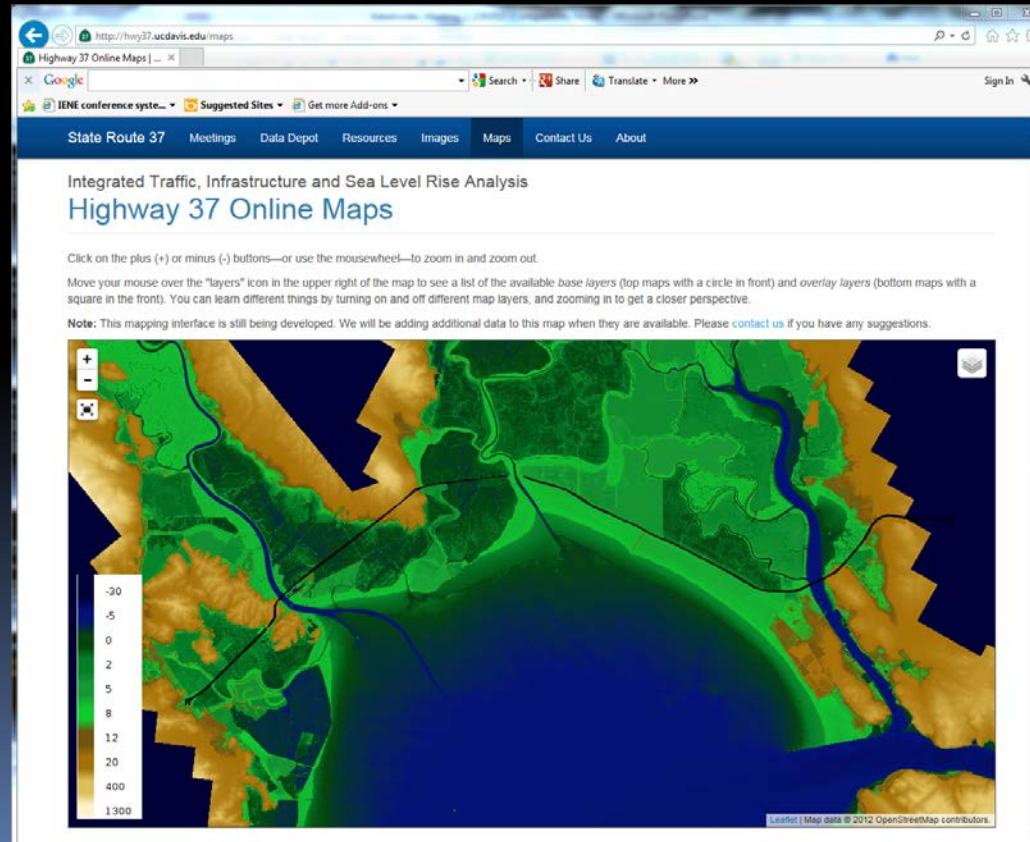 http://hwy37.ucdavis.edu/maps
Highway 37 Online Maps | ...
Google
Search
Share
Translate
More »
Sign In
IENE conference syste...
Suggested Sites
Get more Add-ons
State Route 37
Meetings
Data Depot
Resources
Images
Maps
Contact Us
About
Integrated Traffic, Infrastructure and Sea Level Rise Analysis
Highway 37 Online Maps
Click on the plus (+) or minus (-) buttons—or use the mousewheel—to zoom in and zoom out.
Move your mouse over the "layers" icon in the upper right of the map to see a list of the available base layers (top maps with a circle in front) and overlay layers (bottom maps with a
square in the front). You can learn different things by turning on and off different map layers, and zooming in to get a closer perspective.
Note: This mapping interface is still being developed. We will be adding additional data to this map when they are available. Please contact us if you have any suggestions.
+
-
-30
-5
0
2
5
8
12
20
400
1300
Leaflet | Map data © 2012 OpenStreetMap contributors.